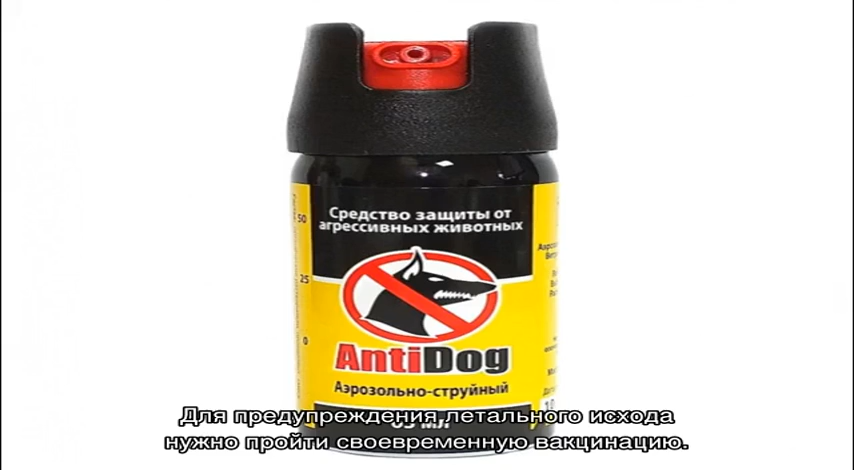 Средство защиты от
агрессивных животных
50
25
0
AntiDog
Аэрозольно-струйный
Для предупреждения летального исхода
нужно пройти своевременную вакцинацию.